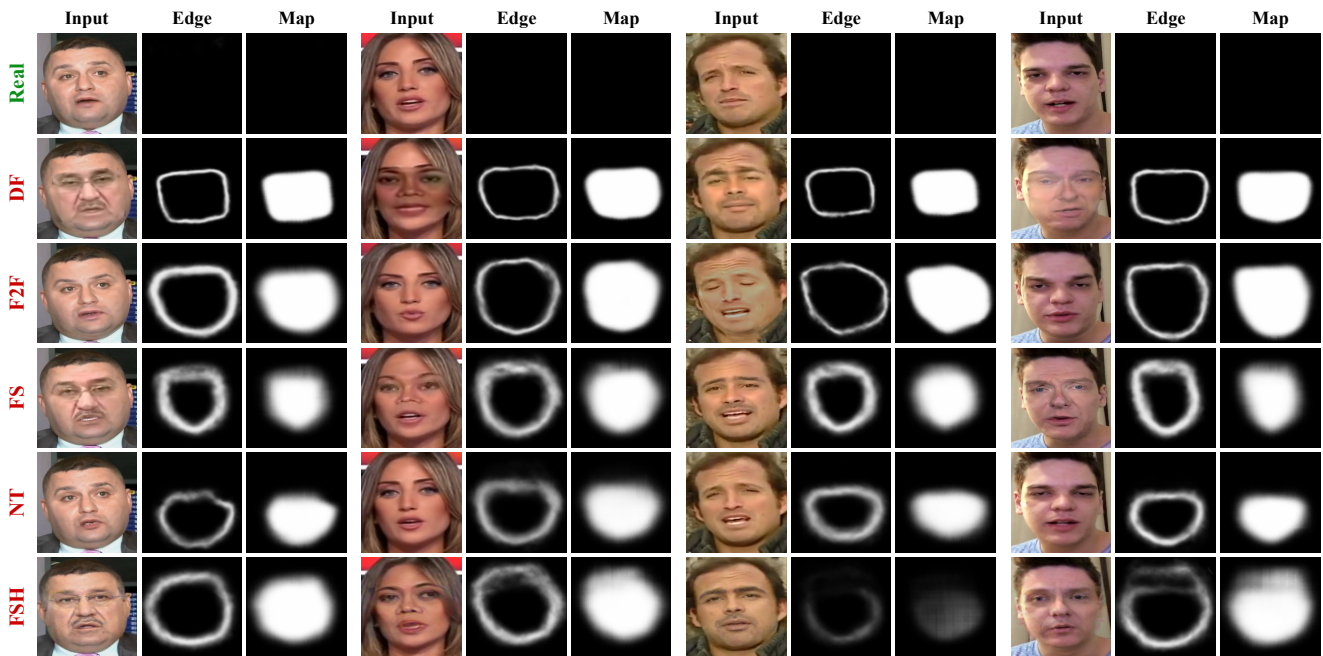 Input Edge Map Input Edge Map Input Edge Map Input Edge Map
Real
DF
F2F
FS
NT
FSH